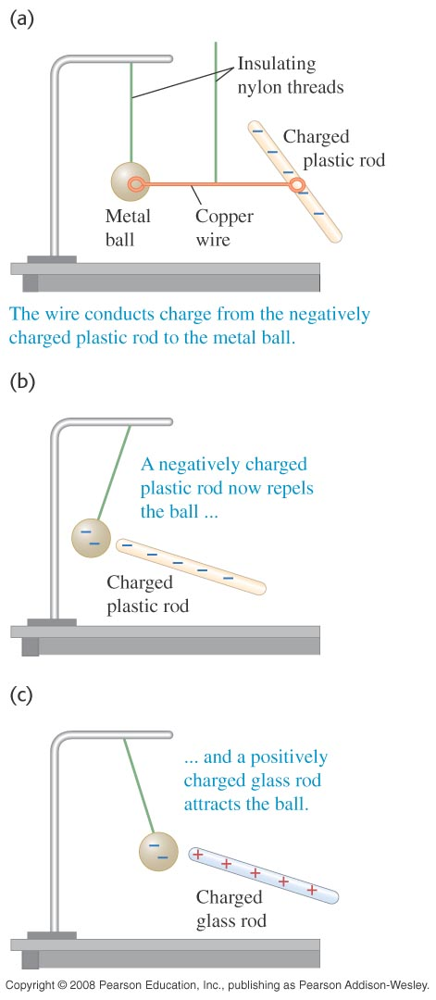 (a)
Insulating
nylon threads
Charged
plastic rod
Metal
ball
Copper
wire
The wire conducts charge from the negatively
charged plastic rod to the metal ball.
(b)
A negatively charged
plastic rod now repels
the ball ...
Charged
plastic rod
(c)
... and a positively
charged glass rod
attracts the ball.
Charged
glass rod
Copyright © 2008 Pearson Education, Inc., publishing as Pearson Addison-Wesley.